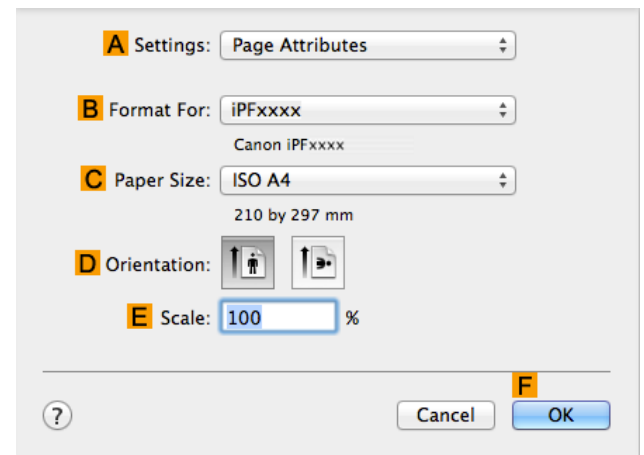 A Settings: Page Attributes
B Format For: iPFxxxx
Canon iPFxxxx
C Paper Size: ISO A4
210 by 297 mm
D Orientation:
E Scale: 100 %
F
? Cancel OK